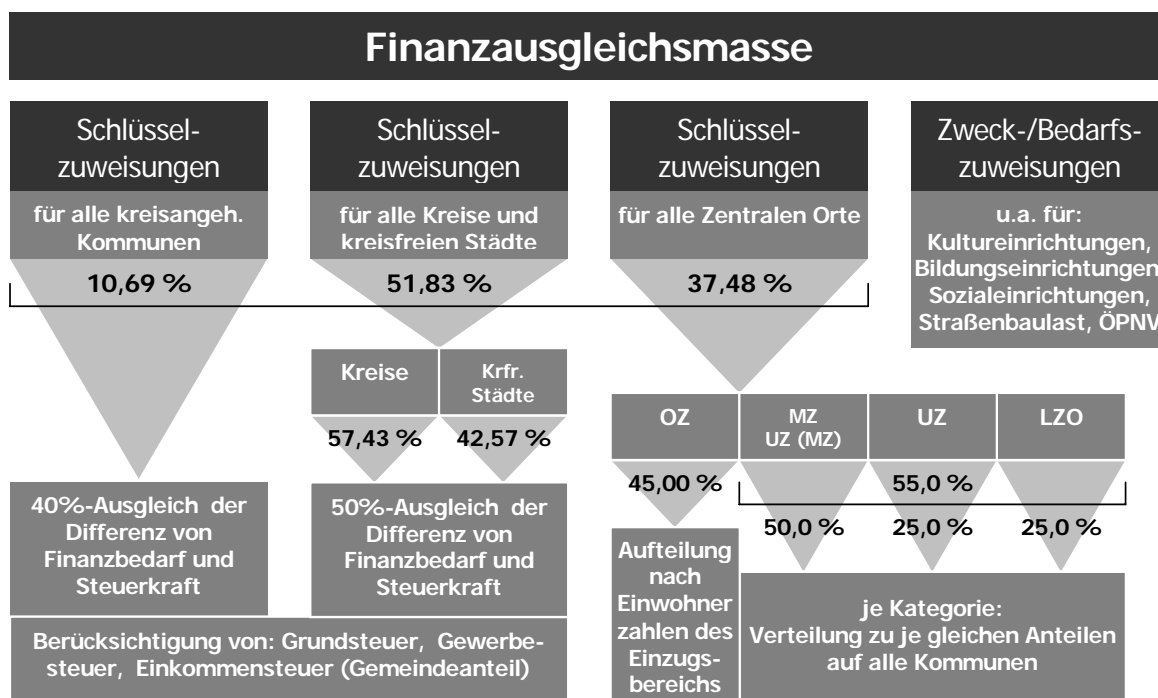 Finanzausgleichsmasse
Schlüssel-
zuweisungen
für alle kreisangeh.
Kommunen
10,69 %
Schlüssel-
zuweisungen
für alle Kreise und
kreisfreien Städte
51,83 %
Schlüssel-
zuweisungen
für alle Zentralen Orte
37,48 %
Zweck-/Bedarfs-
zuweisungen
u.a. für:
Kultureinrichtungen,
Bildungseinrichtungen
Sozialeinrichtungen,
Straßenbaulast, ÖPNV
Kreise
Krfr.
Städte
57,43 %
42,57 %
OZ
MZ
UZ (MZ)
UZ
LZO
45,00 %
55,0 %
50,0 %
25,0 %
25,0 %
40%-Ausgleich der
Differenz von
Finanzbedarf und
Steuerkraft
50%-Ausgleich der
Differenz von
Finanzbedarf und
Steuerkraft
Berücksichtigung von: Grundsteuer, Gewerbe-
steuer, Einkommensteuer (Gemeindeanteil)
Aufteilung
nach
Einwohner
zahlen des
Einzugs-
bereichs
je Kategorie:
Verteilung zu je gleichen Anteilen
auf alle Kommunen